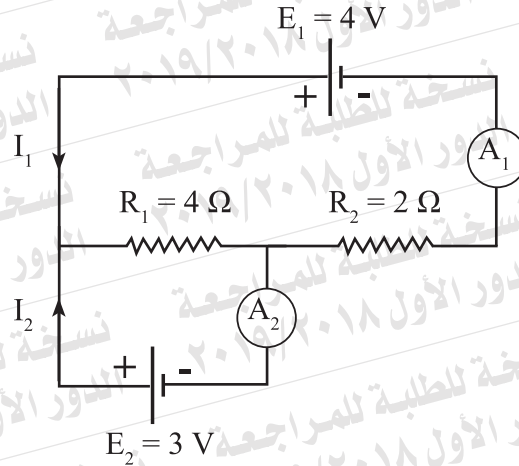 E₁ = 4 V
+ -
I₁
A₁
R₁ = 4 Ω
R₂ = 2 Ω
I₂
A₂
+ -
E₂ = 3 V
نسخة للطلبة للمراجعة
الدور الأول ٢٠١٨/٢٠١٩